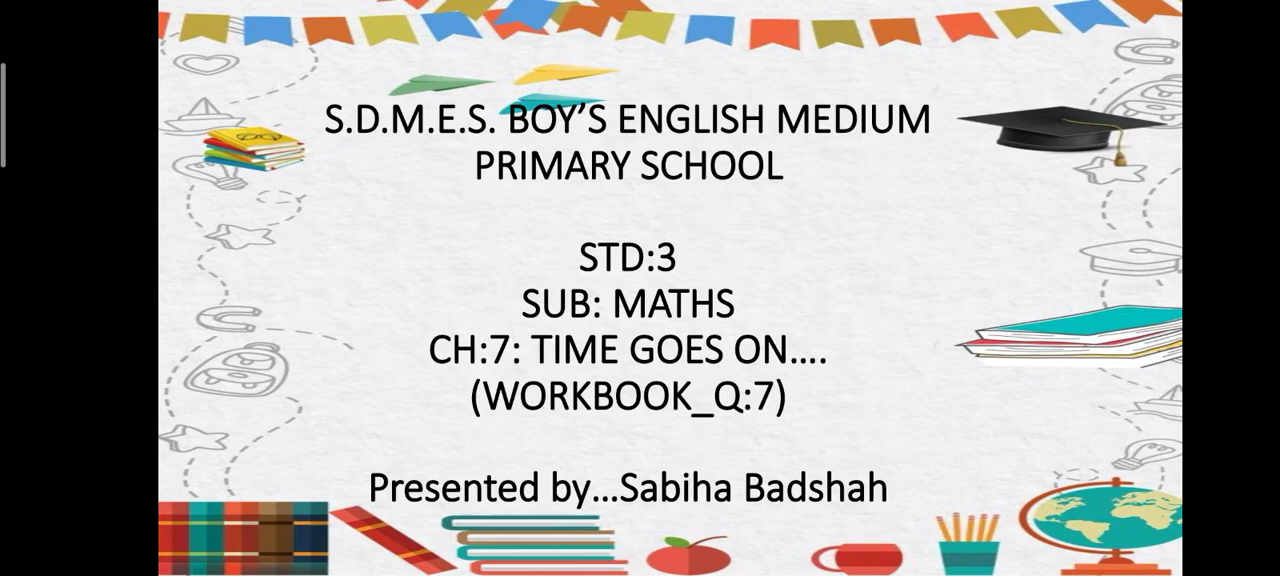 S.D.M.E.S. BOY’S ENGLISH MEDIUM
PRIMARY SCHOOL
STD:3
SUB: MATHS
CH:7: TIME GOES ON....
(WORKBOOK_Q:7)
Presented by...Sabiha Badshah